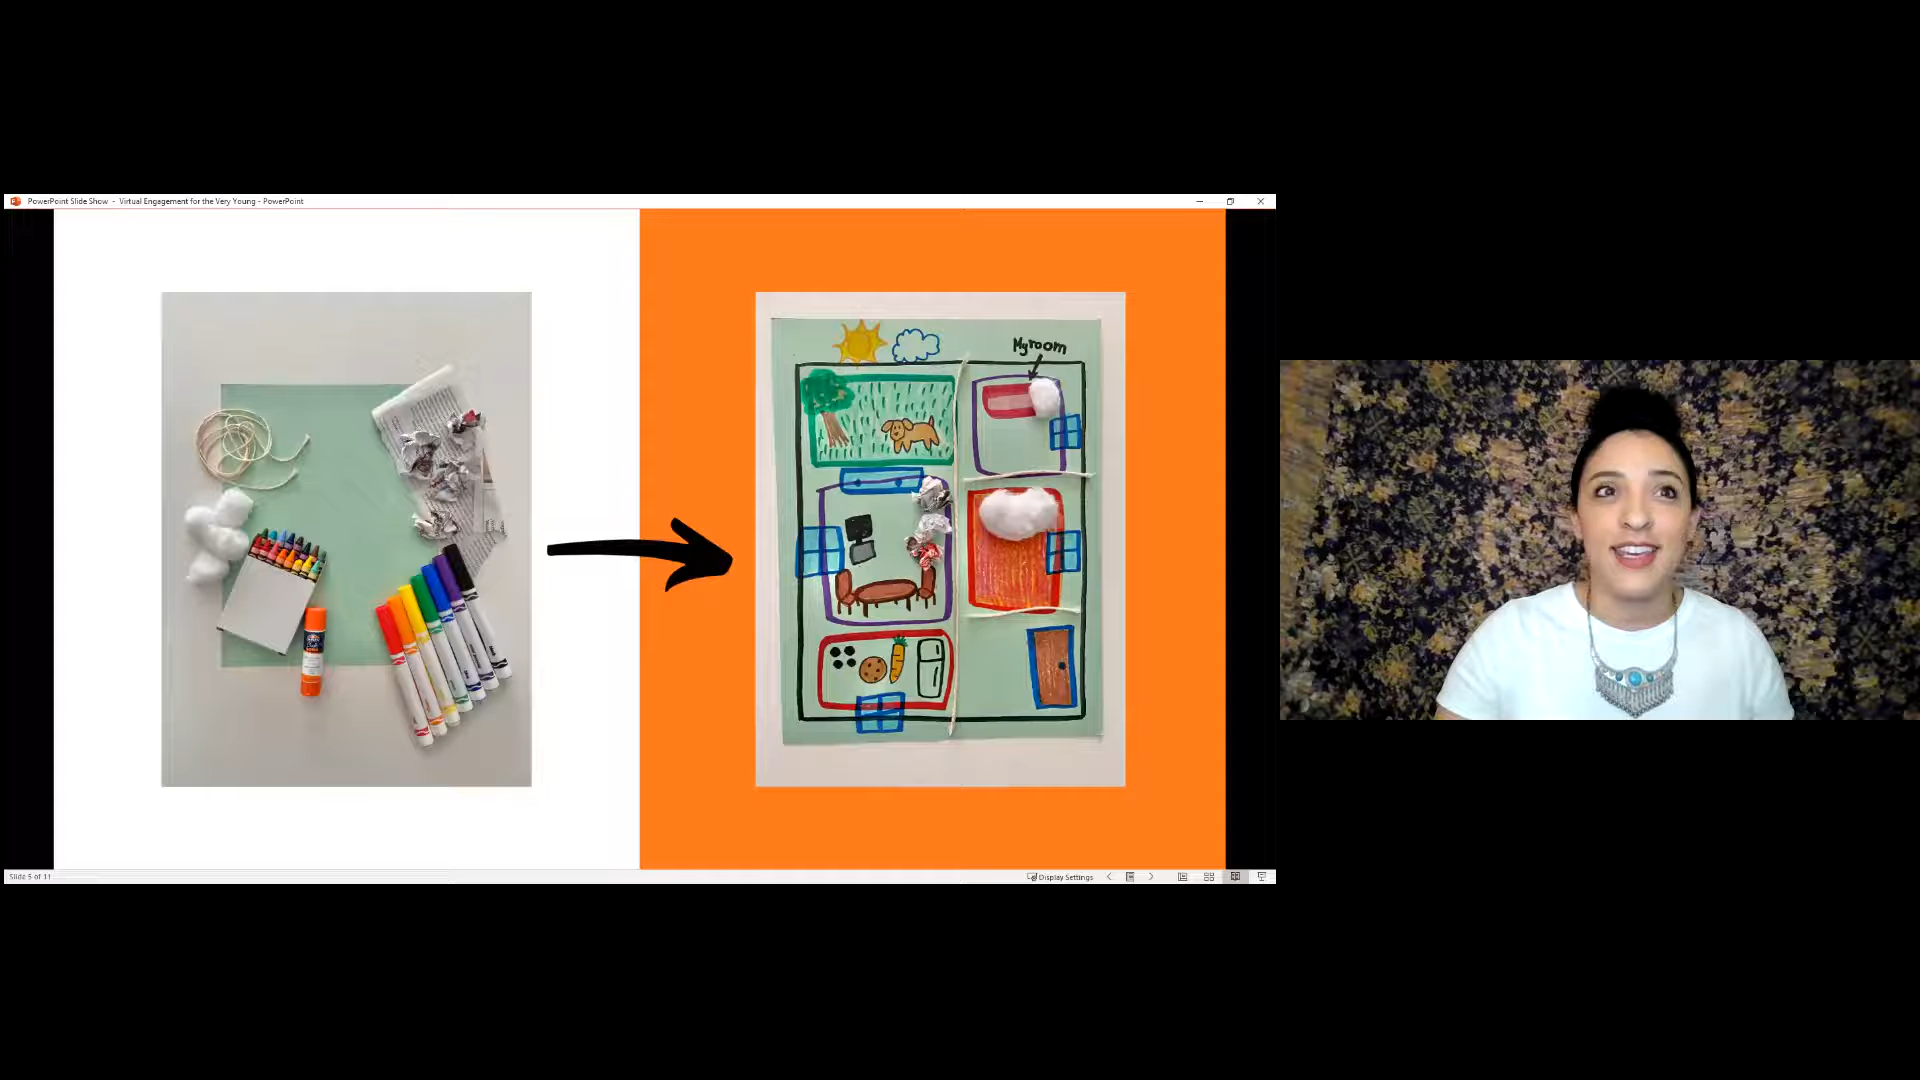 PowerPoint Slide Show - Virtual Engagement for the Very Young - PowerPoint
My room
Slide 5 of 11
Display Settings